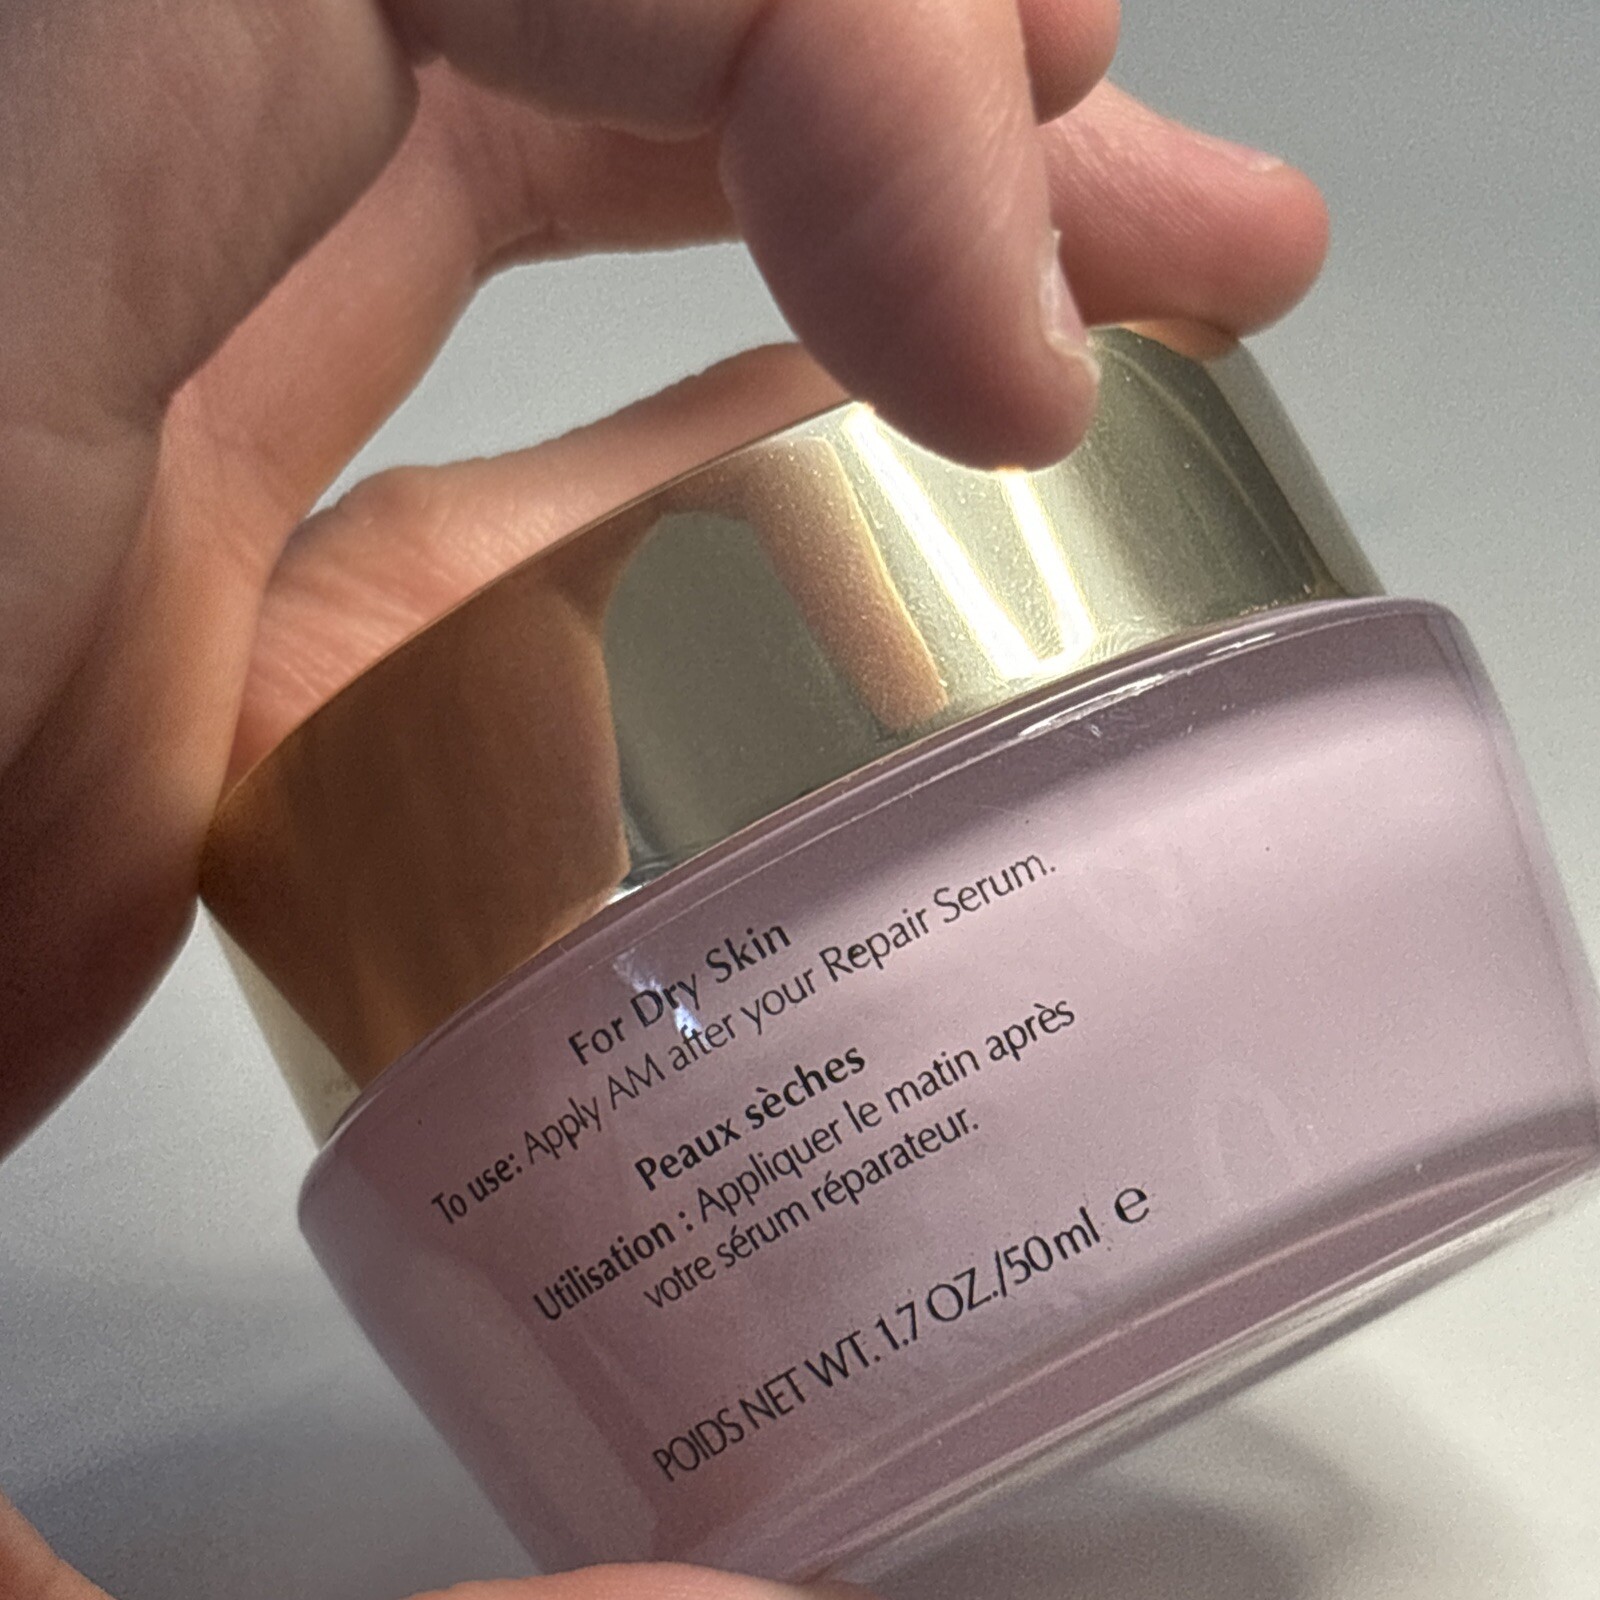 For Dry Skin
To use: Apply AM after your Repair Serum.
Peaux sèches
Utilisation : Appliquer le matin après
votre sérum réparateur.
POIDS NET WT. 1.7 OZ./50ml ℮